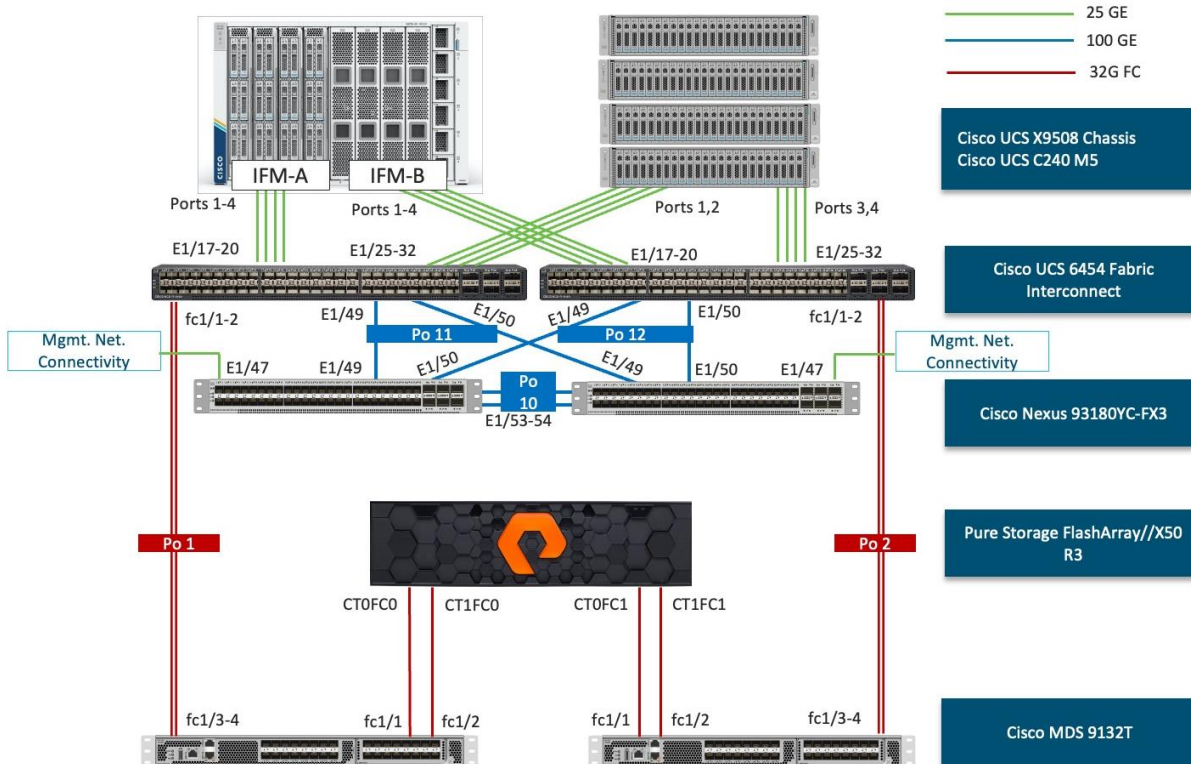 25 GE
100 GE
32G FC
Cisco UCS X9508 Chassis
Cisco UCS C240 M5
CISCO
IFM-A
IFM-B
Ports 1-4
Ports 1-4
Ports 1,2
Ports 3,4
E1/17-20
E1/25-32
E1/17-20
E1/25-32
Cisco UCS 6454 Fabric
Interconnect
fc1/1-2
E1/49
E1/50
E1/49
E1/50
fc1/1-2
Po 11
Po 12
Mgmt. Net.
Connectivity
Mgmt. Net.
Connectivity
E1/47
E1/49
E1/50
E1/49
E1/50
E1/47
Po
10
E1/53-54
Cisco Nexus 93180YC-FX3
Po 1
Po 2
Pure Storage FlashArray//X50
R3
CT0FC0
CT1FC0
CT0FC1
CT1FC1
fc1/3-4
fc1/1
fc1/2
fc1/1
fc1/2
fc1/3-4
Cisco MDS 9132T